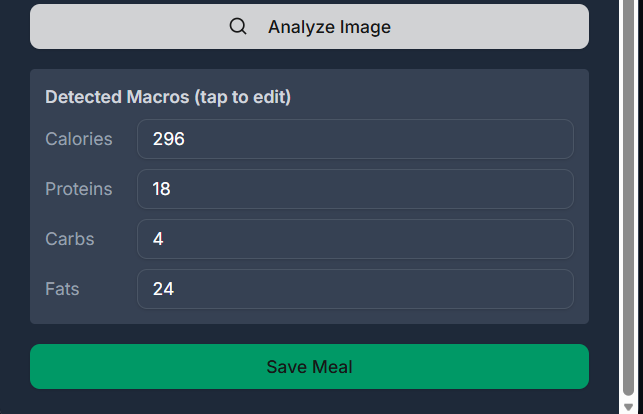 Analyze Image
Detected Macros (tap to edit)
Calories 296
Proteins 18
Carbs 4
Fats 24
Save Meal